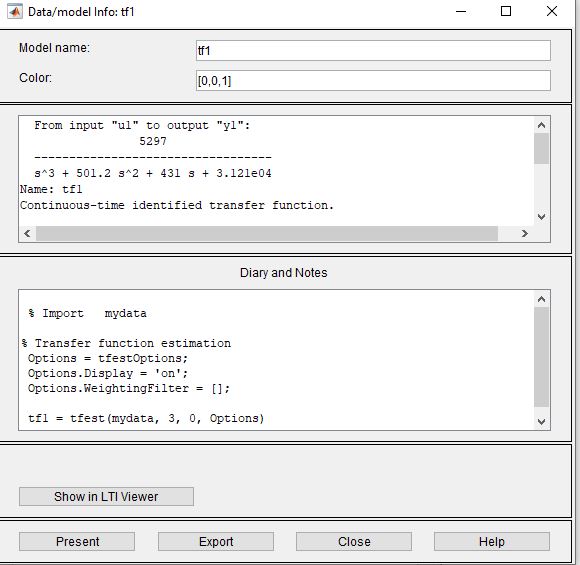 Data/model Info: tf1
Model name:
tf1
Color:
[0,0,1]
From input "u1" to output "y1":
5297
---------------------------------
s^3 + 501.2 s^2 + 431 s + 3.121e04
Name: tf1
Continuous-time identified transfer function.
Diary and Notes
% Import   mydata
% Transfer function estimation
Options = tfestOptions;
Options.Display = 'on';
Options.WeightingFilter = [];
tf1 = tfest(mydata, 3, 0, Options)
Show in LTI Viewer
Present
Export
Close
Help